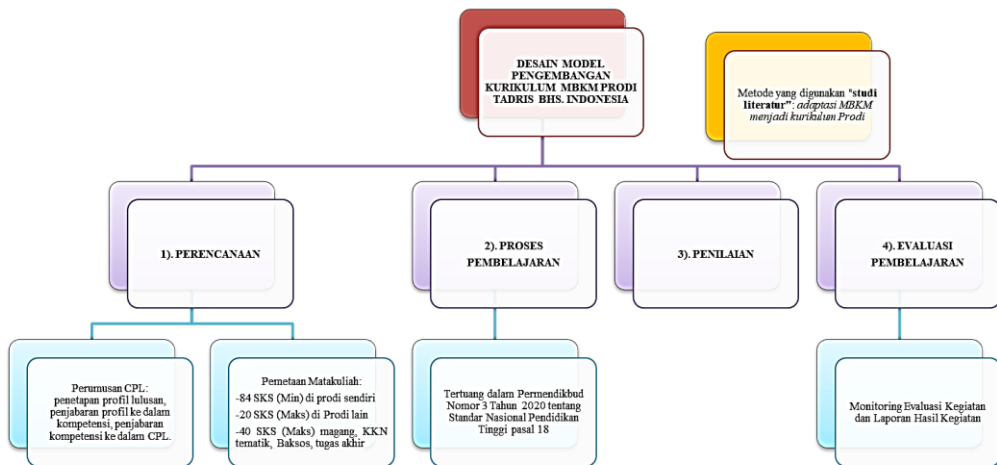 DESAIN MODEL
PENGEMBANGAN
KURIKULUM MBKM PRODI
TADRIS BHS. INDONESIA
Metode yang digunakan "studi
literatur": adaptasi MBKM
menjadi kurikulum Prodi
1). PERENCANAAN
2). PROSES
PEMBELAJARAN
3). PENILAIAN
4). EVALUASI
PEMBELAJARAN
Perumusan CPL:
penetapan profil lulusan,
penjabaran profil ke dalam
kompetensi, penjabaran
kompetensi ke dalam CPL.
Pemetaan Matakuliah:
-84 SKS (Min) di prodi sendiri
-20 SKS (Maks) di Prodi lain
-40 SKS (Maks) magang, KKN
tematik, Baksos, tugas akhir
Tertuang dalam Permendikbud
Nomor 3 Tahun 2020 tentang
Standar Nasional Pendidikan
Tinggi pasal 18
Monitoring Evaluasi Kegiatan
dan Laporan Hasil Kegiatan